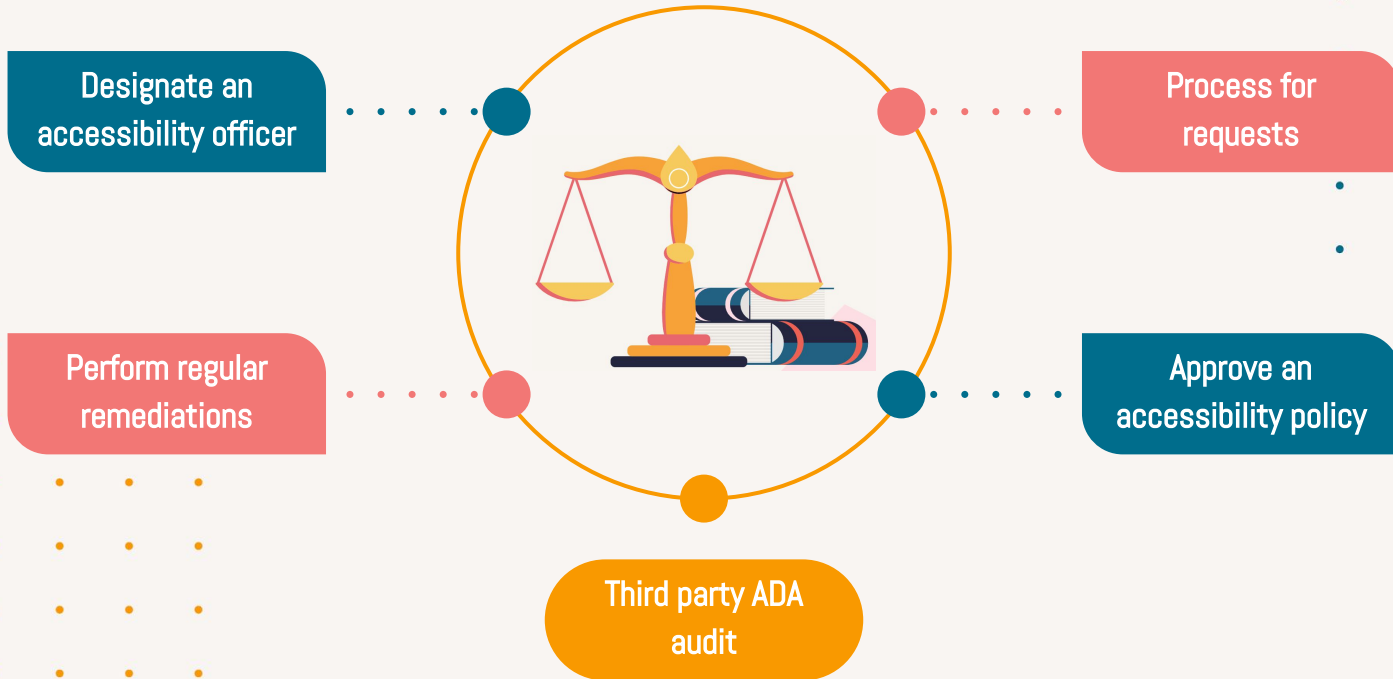 Designate an
accessibility officer
Process for
requests
Perform regular
remediations
Approve an
accessibility policy
Third party ADA
audit